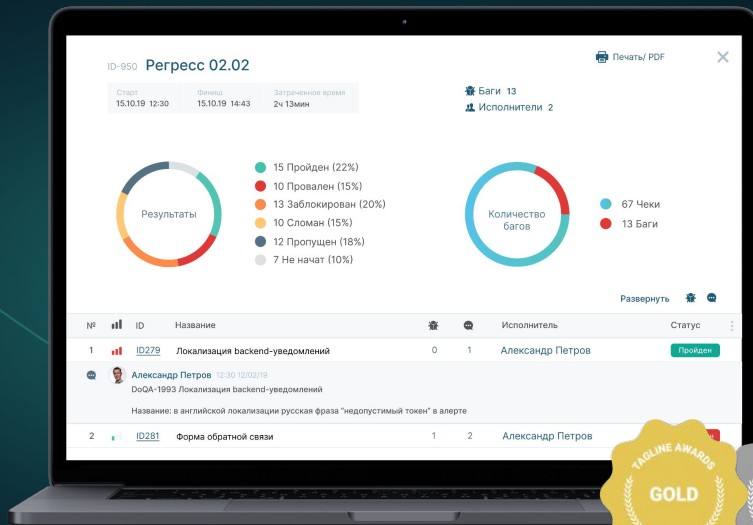 ID-950 Регресс 02.02
Печать/ PDF
Старт
15.10.19 12:30
Финиш
15.10.19 14:43
Затраченное время
2ч 13мин
Баги 13
Исполнители 2
Результаты
15 Пройден (22%)
10 Провален (15%)
13 Заблокирован (20%)
10 Сломан (15%)
12 Пропущен (18%)
7 Не начат (10%)
Количество
багов
67 Чеки
13 Баги
Развернуть
№ ID Название Исполнитель Статус
1 ID279 Локализация backend-уведомлений 0 1 Александр Петров Пройден
Александр Петров 12:30 12/02/19
DoQA-1993 Локализация backend-уведомлений
Название: в английской локализации русская фраза "недопустимый токен" в алерте
2 ID281 Форма обратной связи 1 2 Александр Петров
TAGLINE AWARDS
GOLD